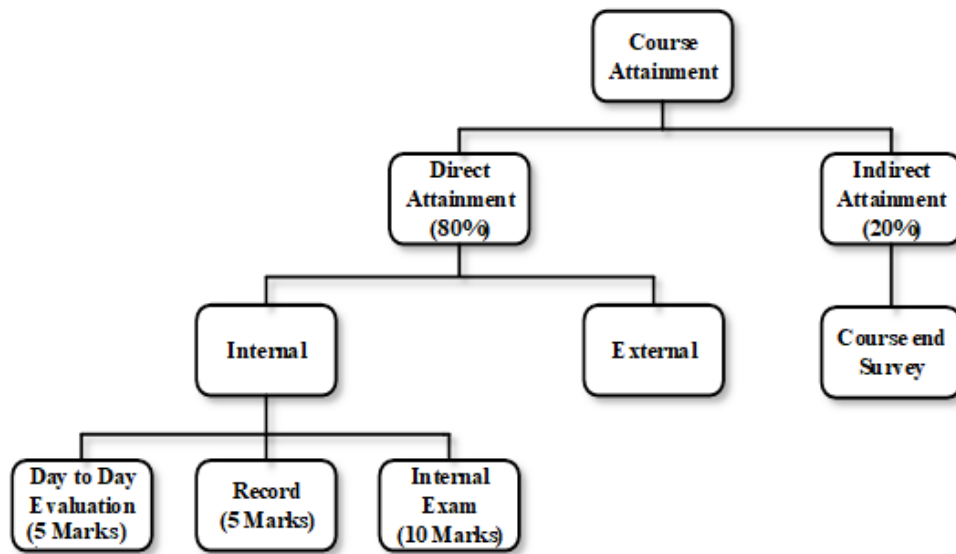 Course
Attainment
Direct
Attainment
(80%)
Indirect
Attainment
(20%)
Internal
External
Course end
Survey
Day to Day
Evaluation
(5 Marks)
Record
(5 Marks)
Internal
Exam
(10 Marks)